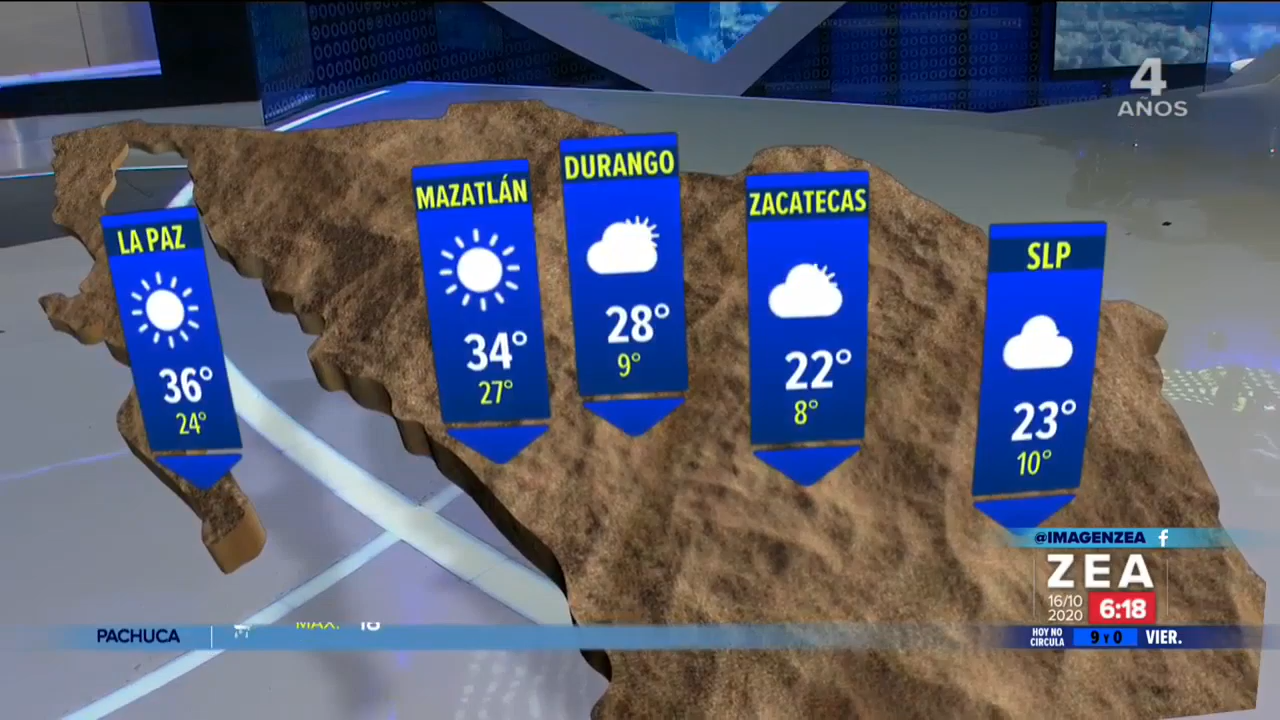 4
AÑOS
LA PAZ
36°
24°
MAZATLÁN
34°
27°
DURANGO
28°
9°
ZACATECAS
22°
8°
SLP
23°
10°
@IMAGENZEA f
ZEA
16/10
2020
6:18
HOY NO
CIRCULA
9 Y 0
VIER.
PACHUCA
MÁX.